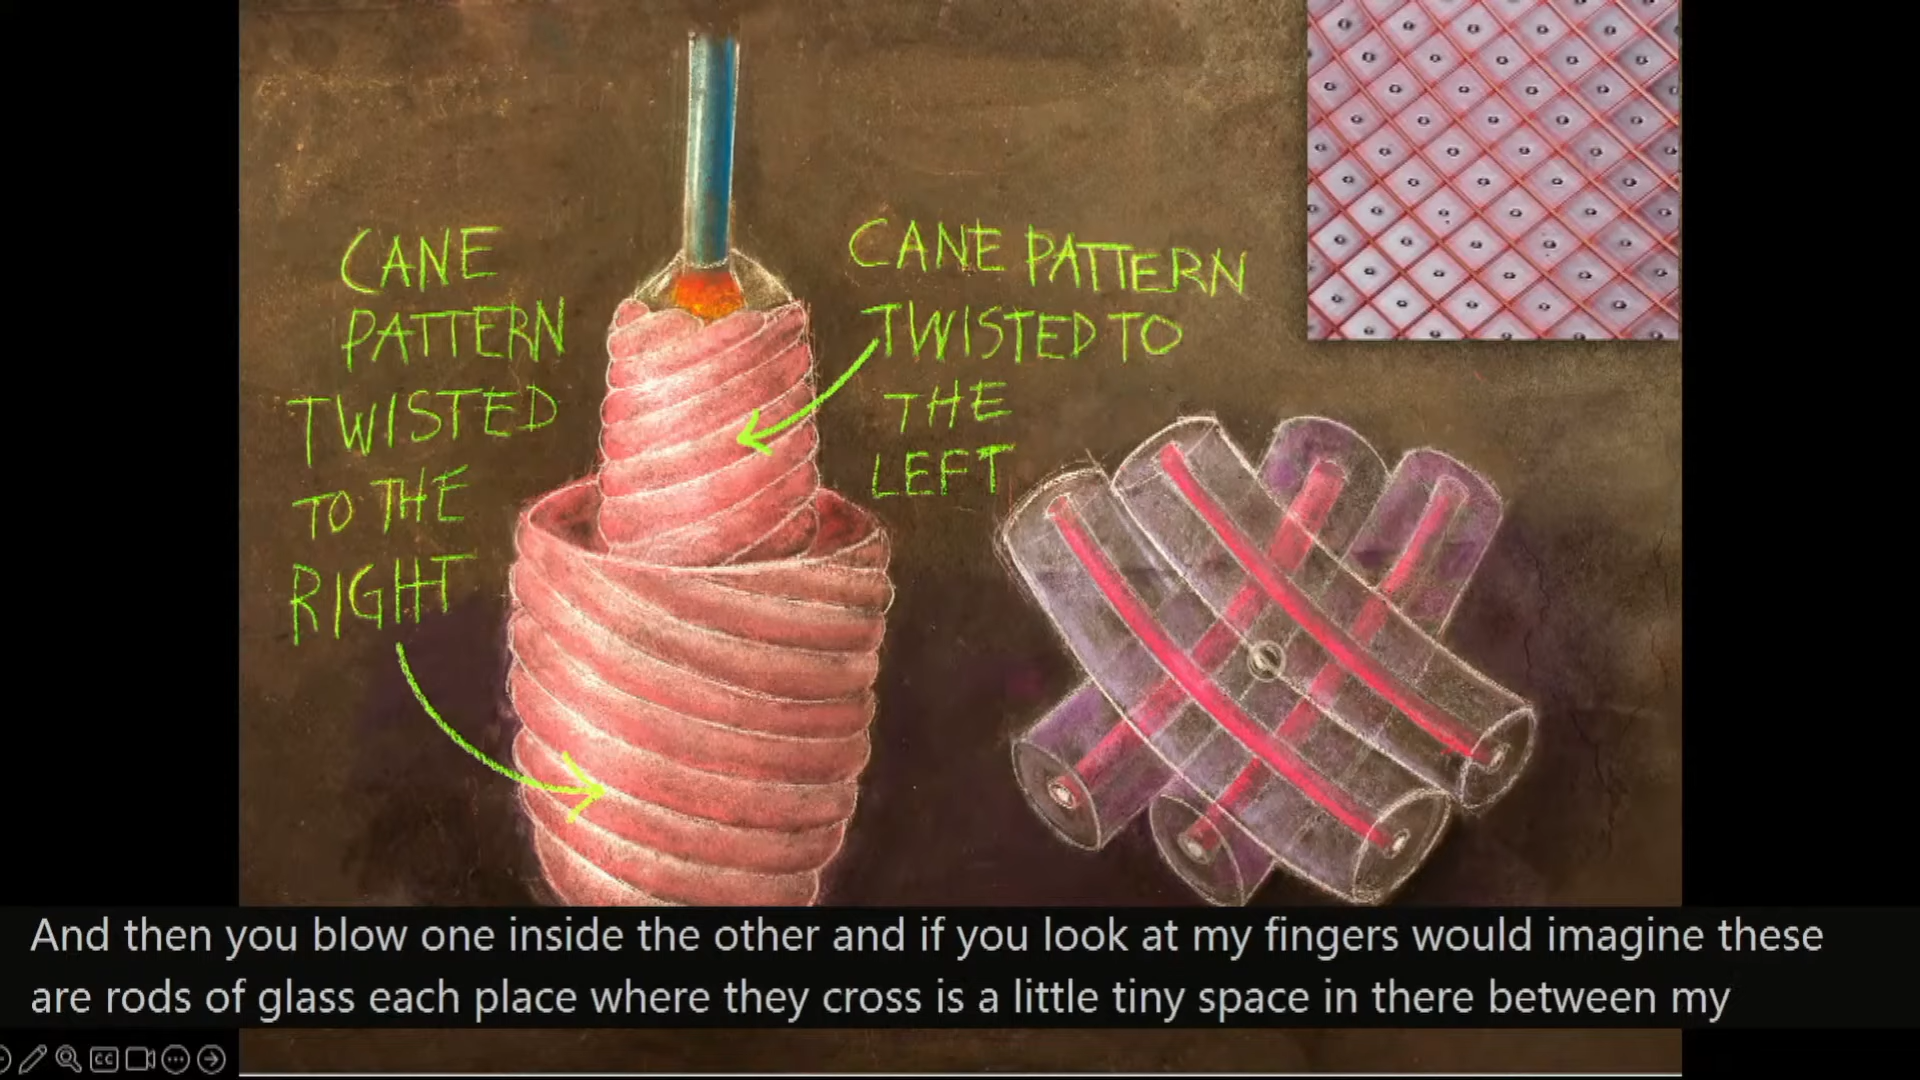 CANE
PATTERN
TWISTED
TO THE
RIGHT
CANE PATTERN
TWISTED TO
THE
LEFT
And then you blow one inside the other and if you look at my fingers would imagine these
are rods of glass each place where they cross is a little tiny space in there between my
CC